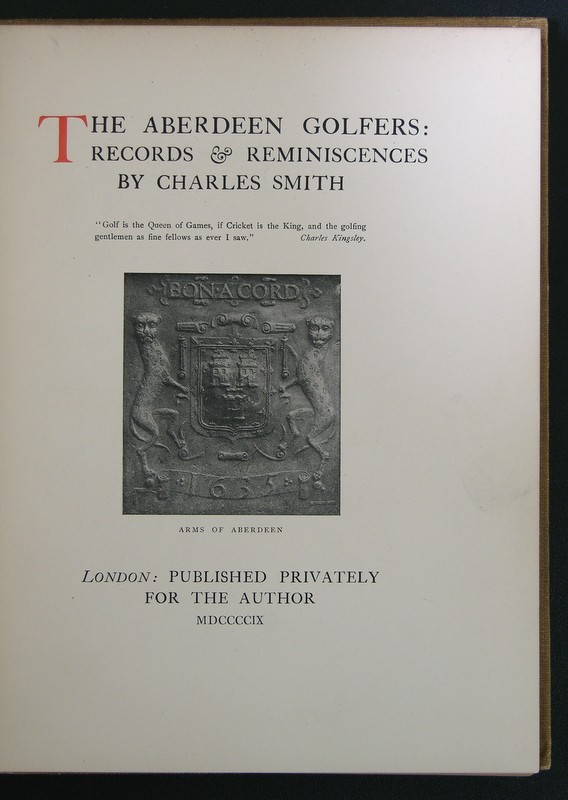 THE ABERDEEN GOLFERS:
RECORDS & REMINISCENCES
BY CHARLES SMITH
"Golf is the Queen of Games, if Cricket is the King, and the golfing
gentlemen as fine fellows as ever I saw." Charles Kingsley.
BON·ACORD
·1635·
ARMS OF ABERDEEN
LONDON: PUBLISHED PRIVATELY
FOR THE AUTHOR
MDCCCCIX